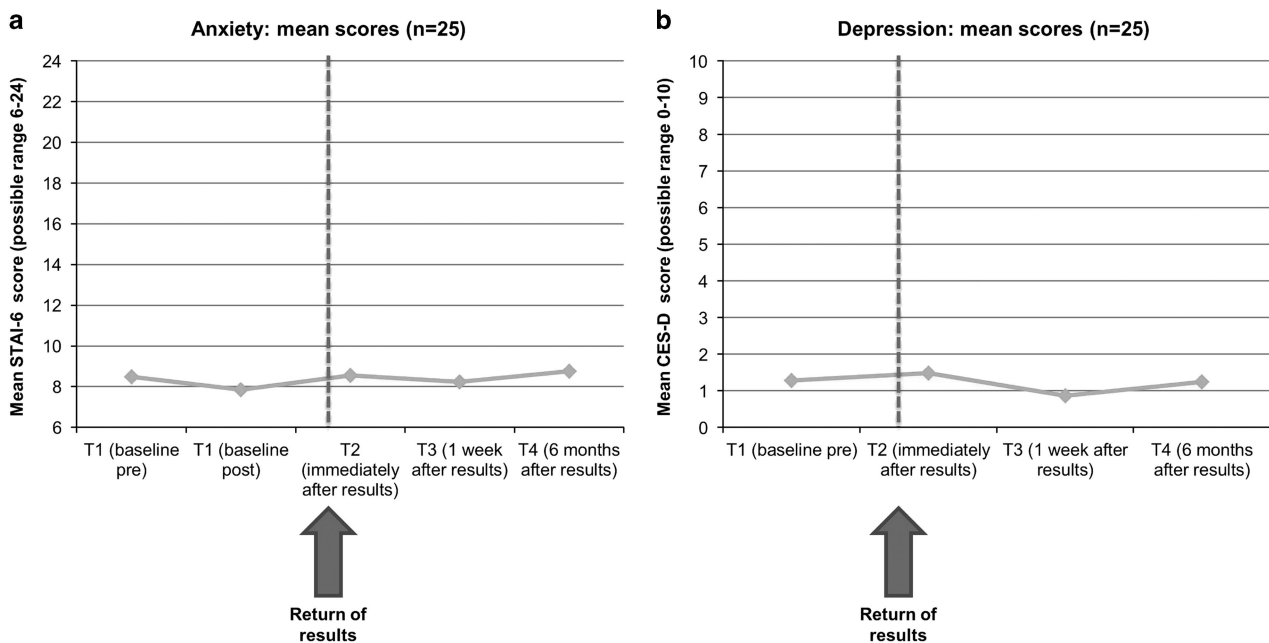 a
Anxiety: mean scores (n=25)
Mean STAI-6 score (possible range 6-24)
24
22
20
18
16
14
12
10
8
6
T1 (baseline
pre)
T1 (baseline
post)
T2
(immediately
after results)
T3 (1 week
after results)
T4 (6 months
after results)
Return of
results
b
Depression: mean scores (n=25)
Mean CES-D score (possible range 0-10)
10
9
8
7
6
5
4
3
2
1
0
T1 (baseline pre)
T2 (immediately
after results)
T3 (1 week after
results)
T4 (6 months
after results)
Return of
results